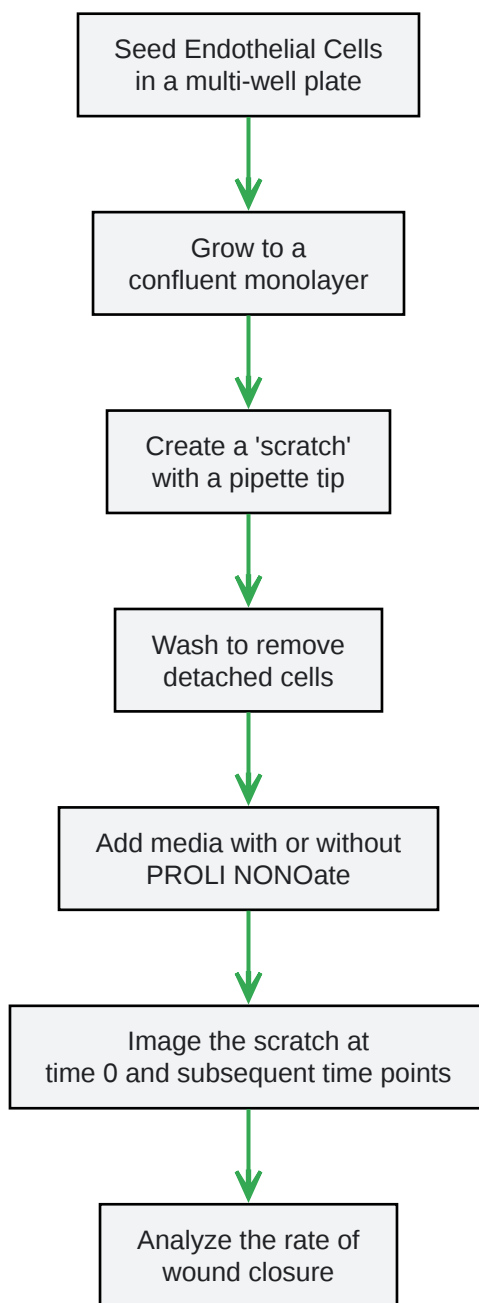 Seed Endothelial Cells
in a multi-well plate
Grow to a
confluent monolayer
Create a 'scratch'
with a pipette tip
Wash to remove
detached cells
Add media with or without
PROLI NONOate
Image the scratch at
time 0 and subsequent time points
Analyze the rate of
wound closure